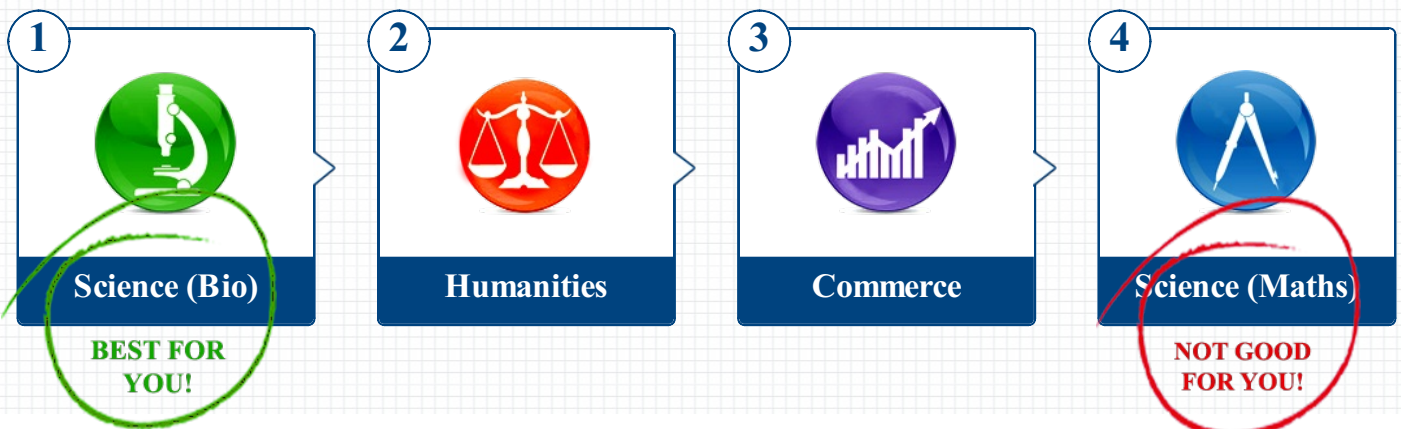 1
2
3
4
Science (Bio)
Humanities
Commerce
Science (Maths)
BEST FOR
YOU!
NOT GOOD
FOR YOU!